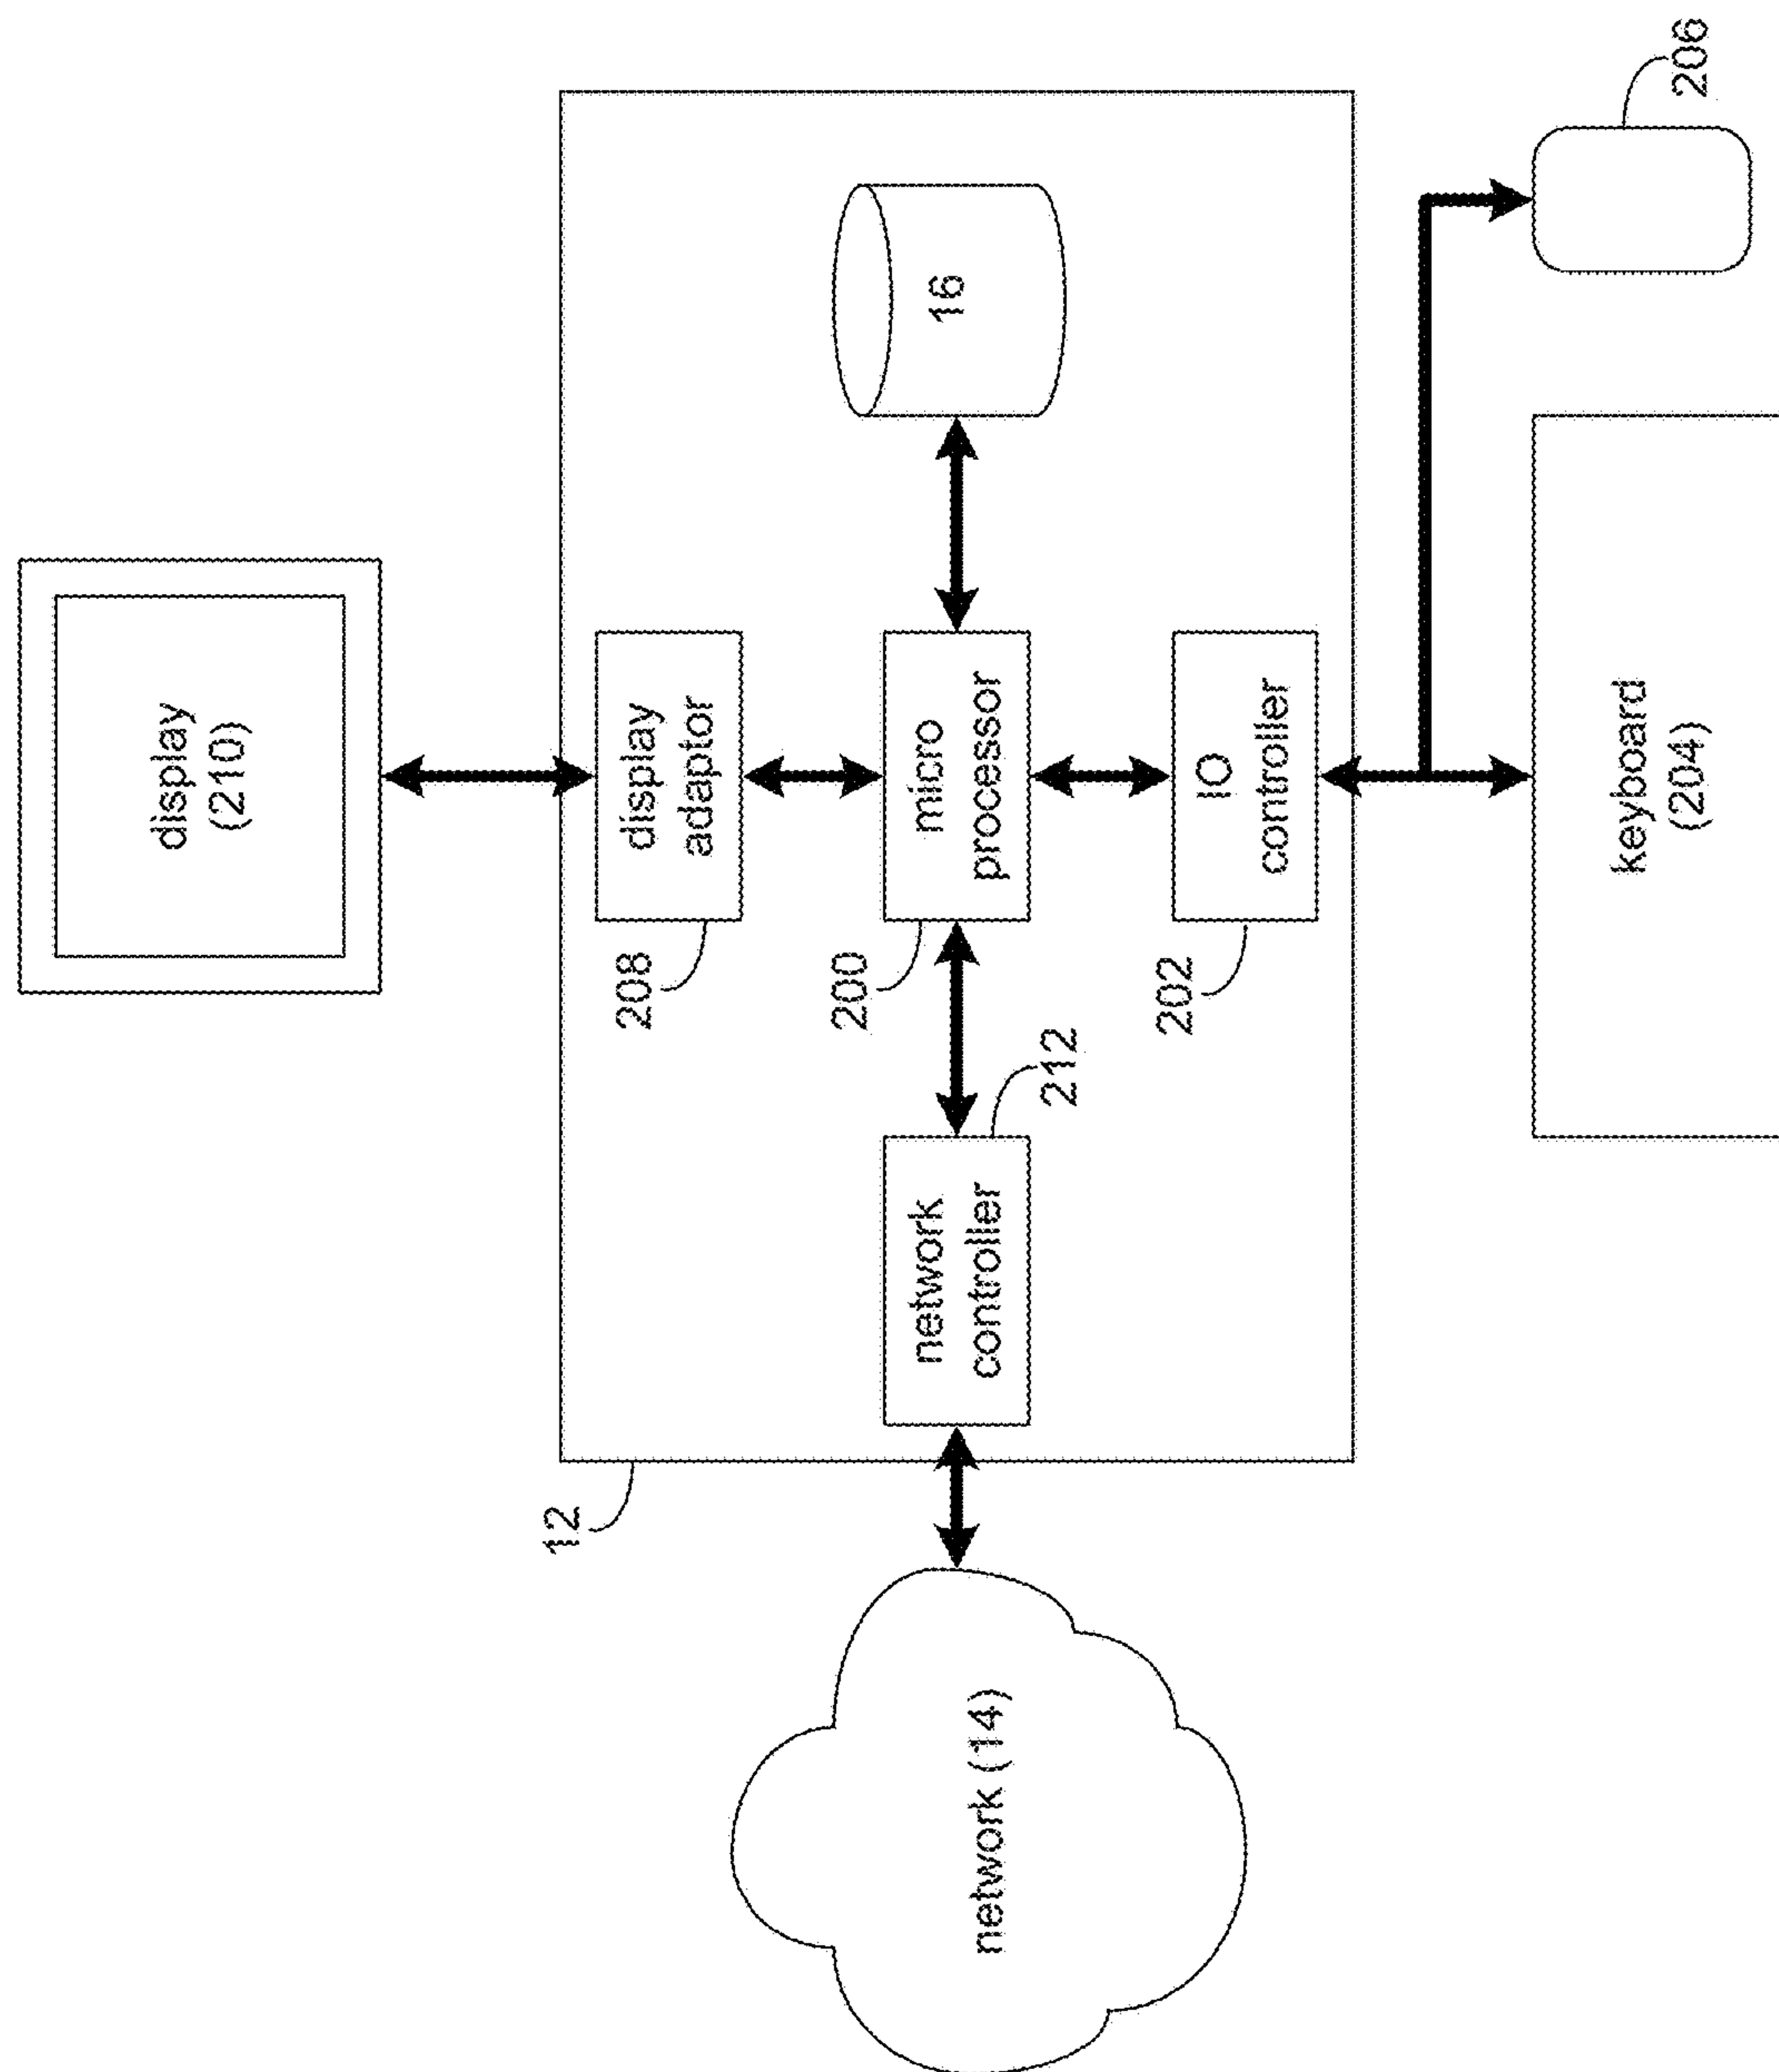 display
(210)
display
adaptor
208
micro
processor
200
16
IO
controller
202
network
controller
212
12
network (14)
keyboard
(204)
206